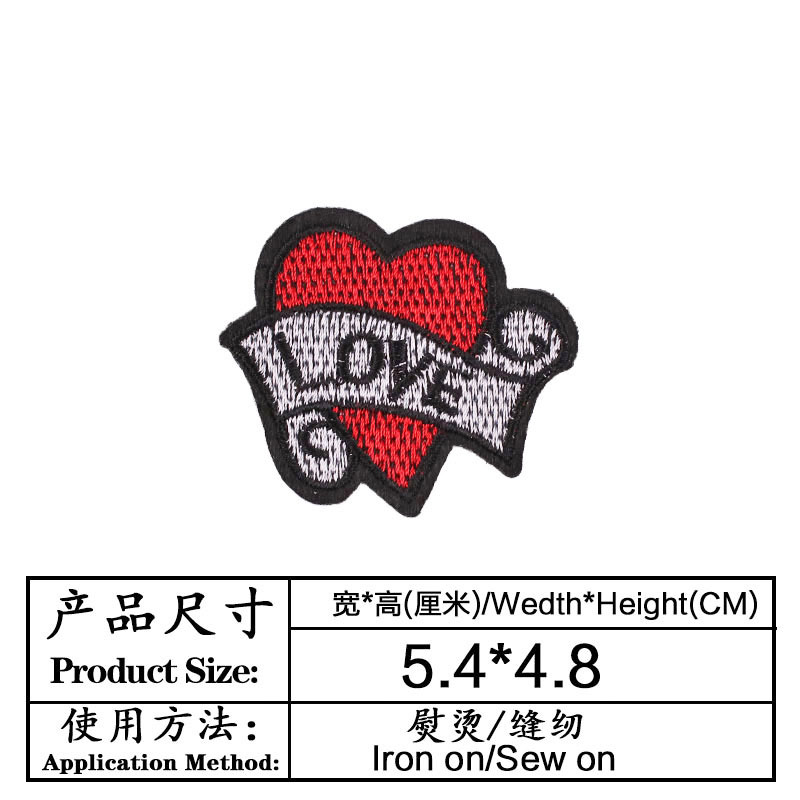 LOVE
产品尺寸
Product Size:
宽*高(厘米)/Wedth*Height(CM)
5.4*4.8
使用方法:
Application Method:
熨烫/缝纫
Iron on/Sew on